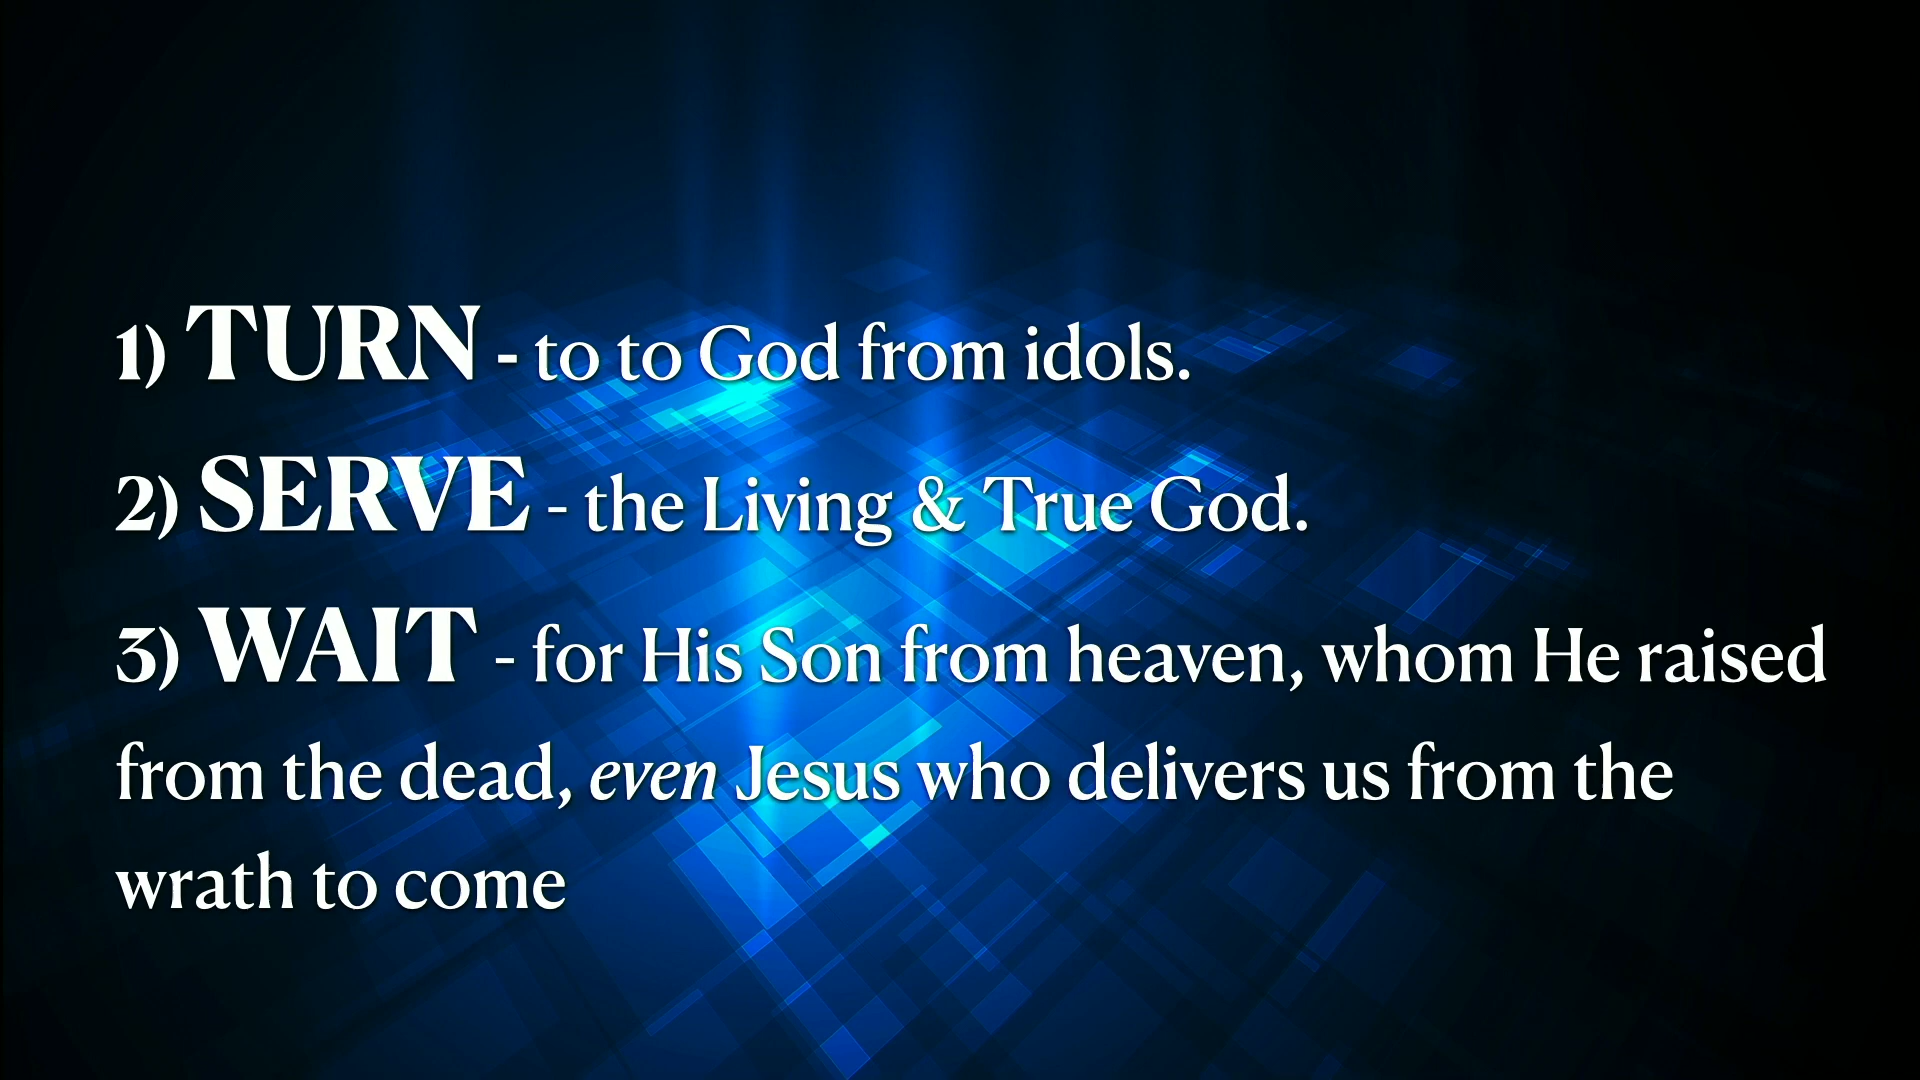 1) TURN - to to God from idols.
2) SERVE - the Living & True God.
3) WAIT - for His Son from heaven, whom He raised
from the dead, even Jesus who delivers us from the
wrath to come